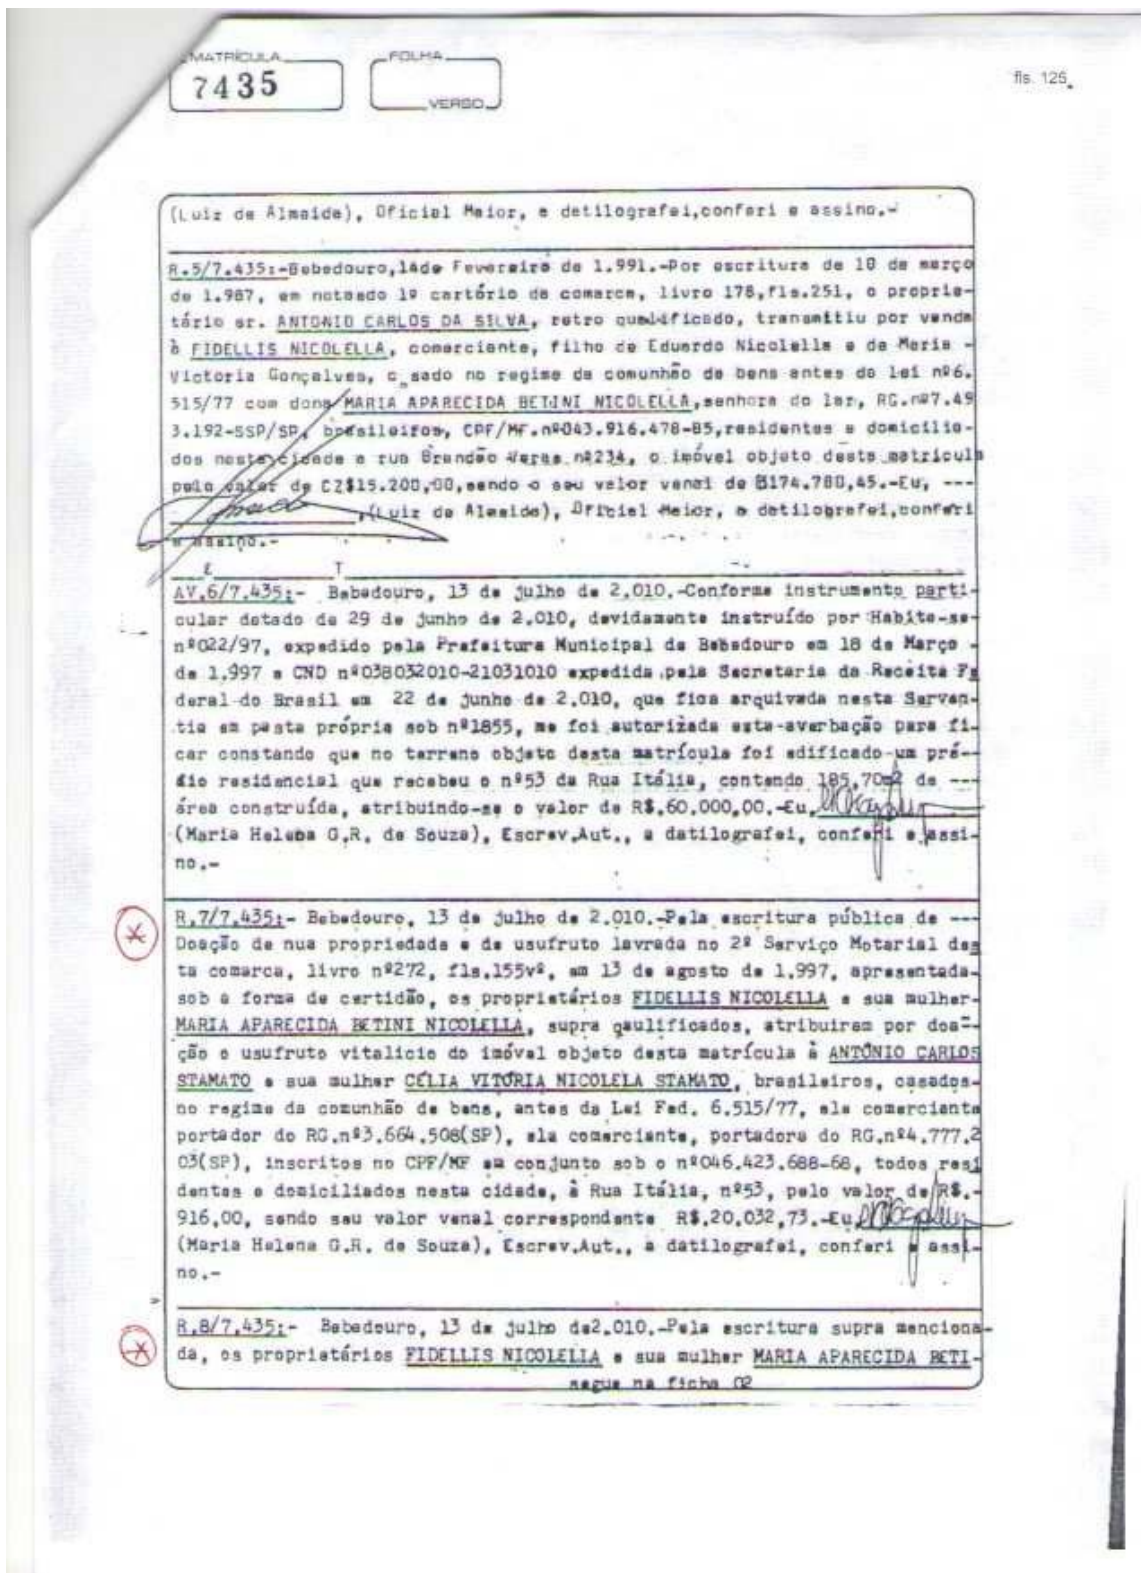 MATRÍCULA
7435
FOLHA
VERSO
fls. 125
(Luiz de Almeida), Oficial Maior, a datilografei,conferi e assino.-
R.5/7.435:-Bebedouro,14de Fevereiro de 1.991.-Por escritura de 10 de março
de 1.987, em notasdo 1º cartório da comarca, livro 178,fls.251, o proprie-
tário sr. ANTONIO CARLOS DA SILVA, retro qualificado, transmitiu por venda
à FIDELLIS NICOLELLA, comerciante, filho de Eduardo Nicolella e de Maria -
Victoria Gonçalves, c sado no regime da comunhão de bens antes da lei nº6.
515/77 com dona MARIA APARECIDA BETINI NICOLELLA,senhora do lar, RG.nº7.49
3.192-SSP/SP, brasileiros, CPF/MF.nº043.916.478-85,residentes e domicilia-
dos nesta cidade a rua Brandão Veras nº234, o imóvel objeto desta matricula
pelo valor de CZ$15.200,00,sendo o seu valor venal de 174.780,45.-Eu, ---
,(Luiz de Almeida), Oficial Maior, a datilografei,conferi
e assino.-
AV.6/7.435:- Bebedouro, 13 de julho de 2.010.-Conforme instrumento parti-
cular datado de 29 de junho de 2.010, devidamente instruído por Habite-se-
nº022/97, expedido pela Prefeitura Municipal de Bebedouro em 18 de Março -
de 1.997 e CND nº038032010-21031010 expedida pela Secretaria da Receita Fe
deral do Brasil em 22 de junho de 2.010, que fica arquivada nesta Serven-
tia em pasta própria sob nº1855, me foi autorizada esta-averbação para fi-
car constando que no terreno objeto desta matrícula foi edificado um pré--
dio residencial que recebeu o nº53 da Rua Itália, contendo 185,70m2 de ---
área construída, atribuindo-se o valor de R$.60.000,00.-Eu,
(Maria Helena G.R. de Souza), Escrev.Aut., a datilografei, conferi e assi-
no.-
R.7/7.435:- Bebedouro, 13 de julho de 2.010.-Pela escritura pública de ---
Doação de nua propriedade e de usufruto lavrada no 2º Serviço Notarial des
ta comarca, livro nº272, fls.155vº, em 13 de agosto de 1.997, apresentada-
sob a forma de certidão, os proprietários FIDELLIS NICOLELLA e sua mulher-
MARIA APARECIDA BETINI NICOLELLA, supra qaulificados, atribuiram por doa--
ção o usufruto vitalicio do imóvel objeto desta matrícula à ANTÔNIO CARLOS
STAMATO e sua mulher CÉLIA VITÓRIA NICOLELA STAMATO, brasileiros, casados-
no regime da comunhão de bens, antes da Lei Fed. 6.515/77, ele comerciante
portador do RG.nº3.664.508(SP), ela comerciante, portadora do RG.nº4.777.2
03(SP), inscritos no CPF/MF em conjunto sob o nº046.423.688-68, todos resi
dentes e domiciliados nesta cidade, à Rua Itália, nº53, pelo valor de R$.-
916,00, sendo seu valor venal correspondente R$.20.032,73.-Eu
(Maria Helena G.R. de Souza), Escrev.Aut., a datilografei, conferi e assi-
no.-
R.8/7.435:- Bebedouro, 13 de julho de2.010.-Pela escritura supra menciona-
da, os proprietários FIDELLIS NICOLELLA e sua mulher MARIA APARECIDA BETI-
segue na ficha 02